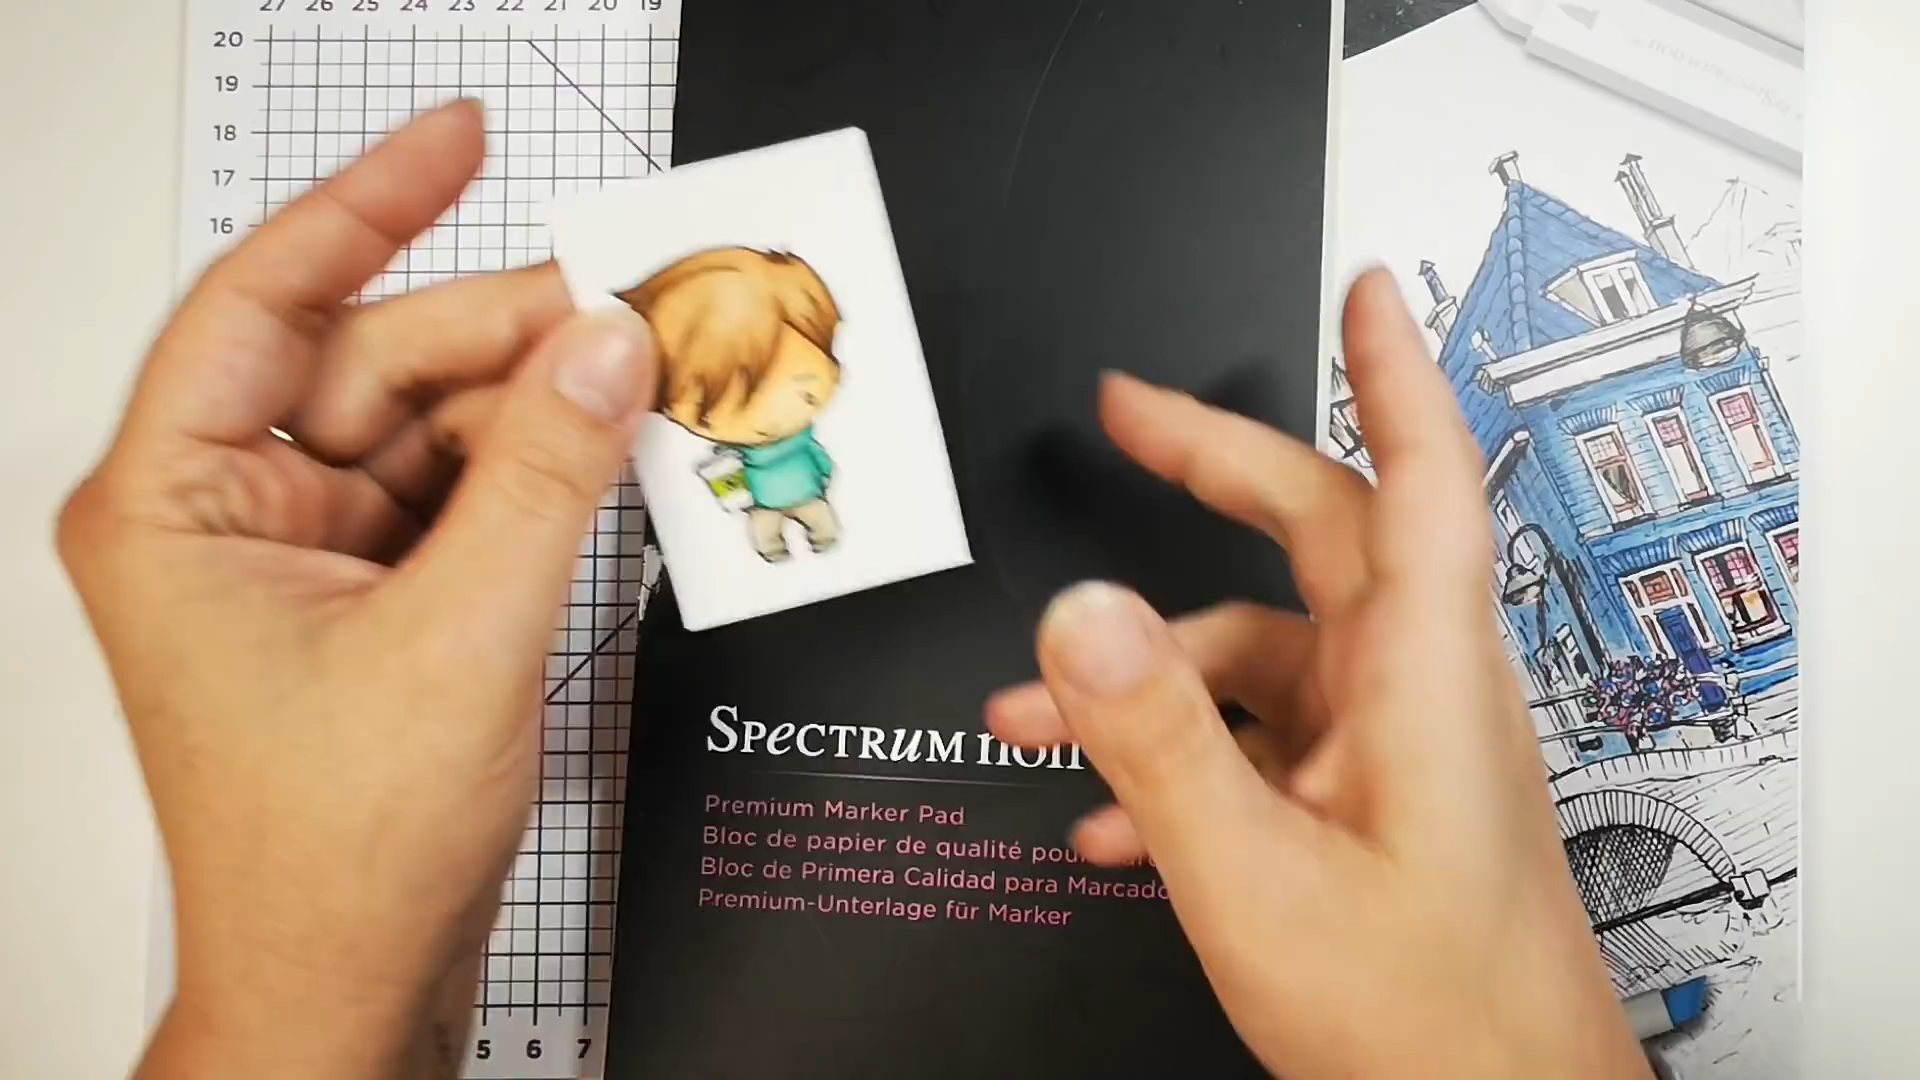 27 26 25 24 23 22 21 20 19
20
19
18
17
16
SPeCTRuM noir
Premium Marker Pad
Bloc de papier de qualité pour
Bloc de Primera Calidad para Marcado
Premium-Unterlage für Marker
5 6 7